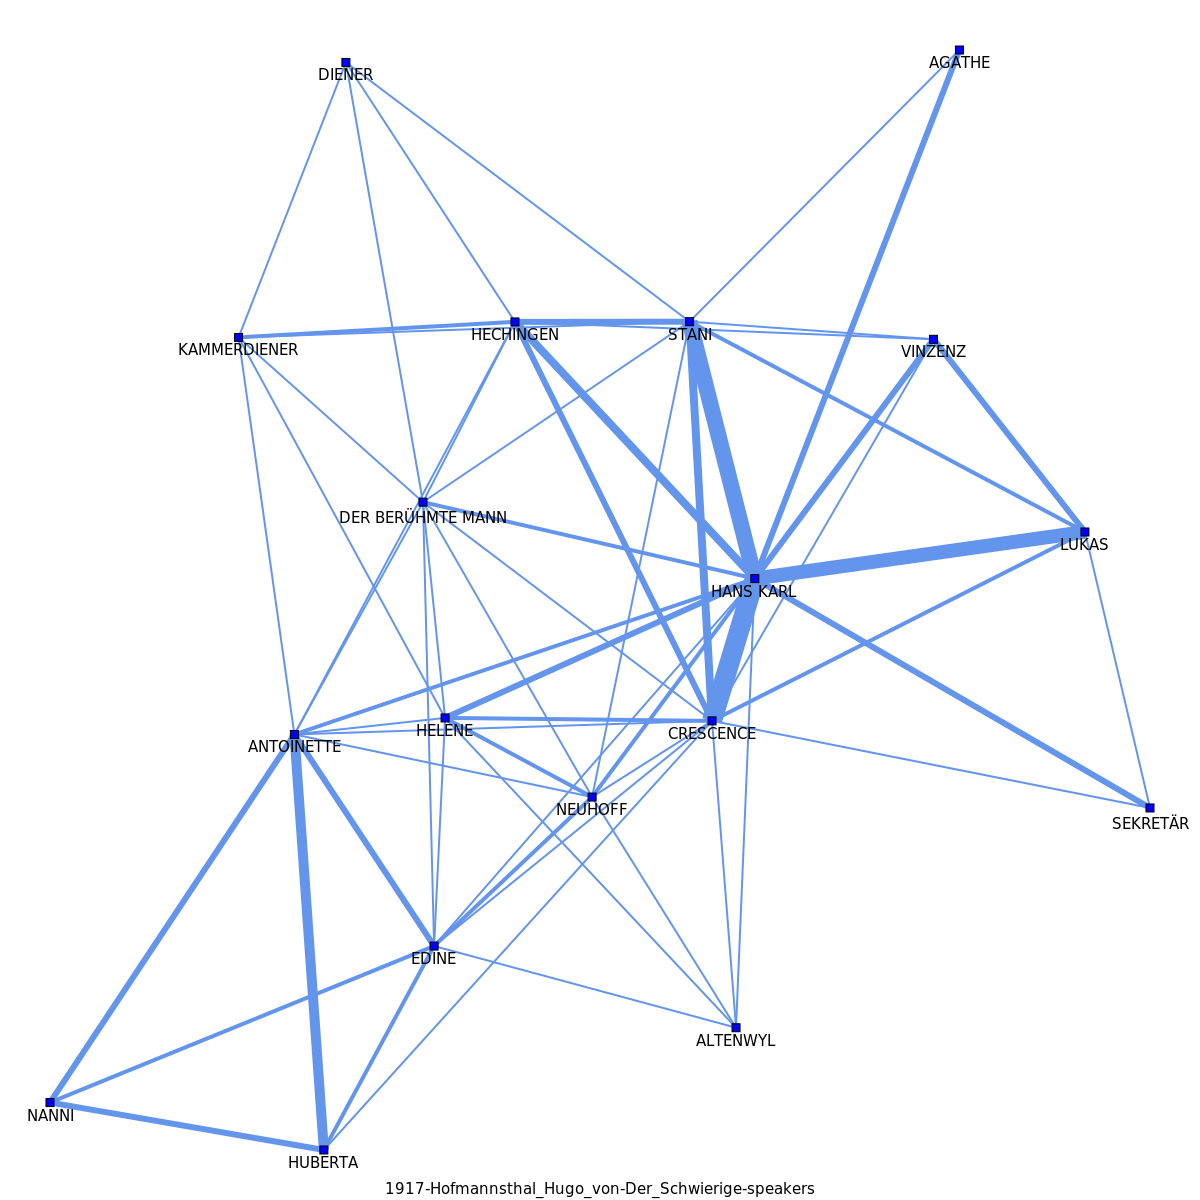 AGATHE
DIENER
HECHINGEN
STANI
KAMMERDIENER
VINZENZ
DER BERÜHMTE MANN
LUKAS
HANS KARL
HELENE
CRESCENCE
ANTOINETTE
NEUHOFF
SEKRETÄR
EDINE
ALTENWYL
NANNI
HUBERTA
1917-Hofmannsthal_Hugo_von-Der_Schwierige-speakers